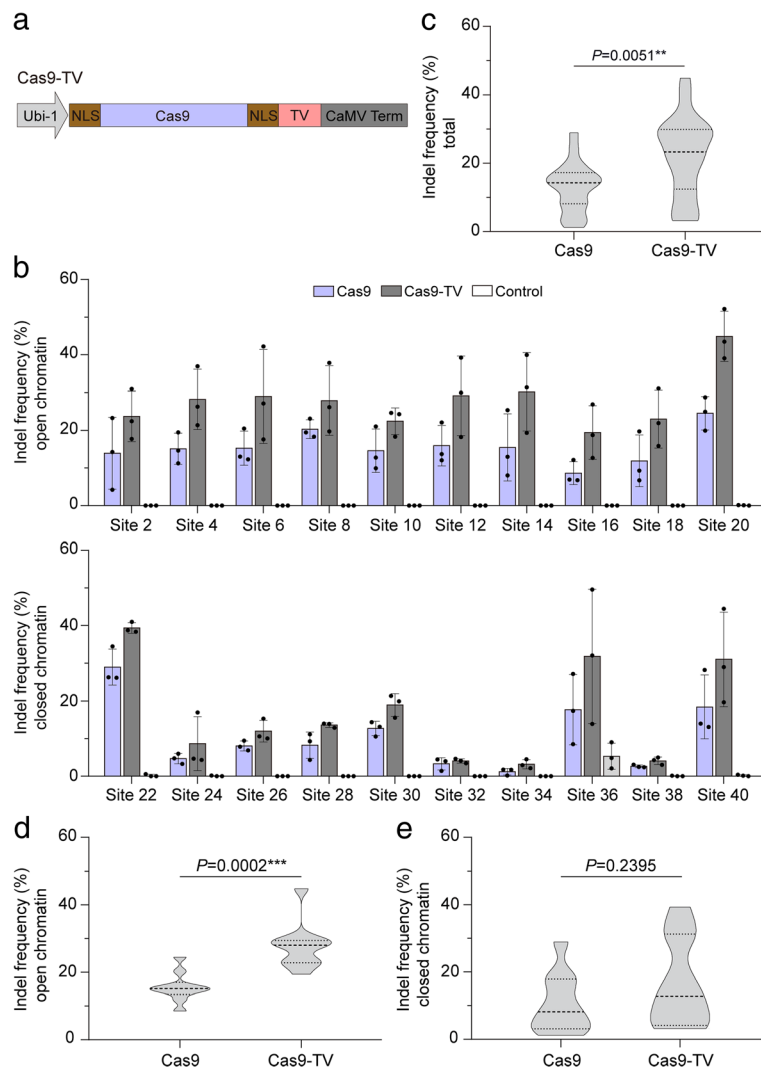 a
Cas9-TV
Ubi-1 NLS Cas9 NLS TV CaMV Term
c
Indel frequency (%)
total
60
40
20
0
P=0.0051**
Cas9 Cas9-TV
b
Indel frequency (%)
open chromatin
60
40
20
0
Cas9 Cas9-TV Control
Site 2 Site 4 Site 6 Site 8 Site 10 Site 12 Site 14 Site 16 Site 18 Site 20
Indel frequency (%)
closed chromatin
60
40
20
0
Site 22 Site 24 Site 26 Site 28 Site 30 Site 32 Site 34 Site 36 Site 38 Site 40
d
Indel frequency (%)
open chromatin
60
40
20
0
P=0.0002***
Cas9 Cas9-TV
e
Indel frequency (%)
closed chromatin
60
40
20
0
P=0.2395
Cas9 Cas9-TV